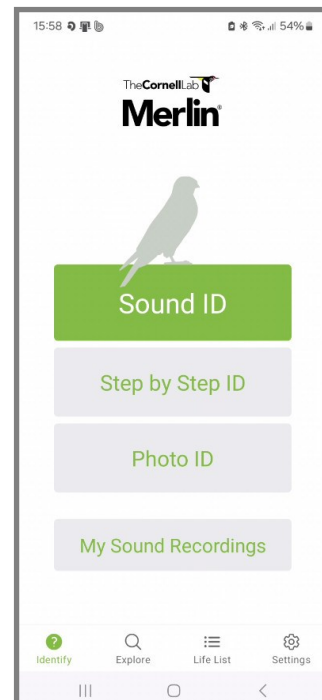 15:58 54%
TheCornellLab
Merlin
Sound ID
Step by Step ID
Photo ID
My Sound Recordings
Identify Explore Life List Settings